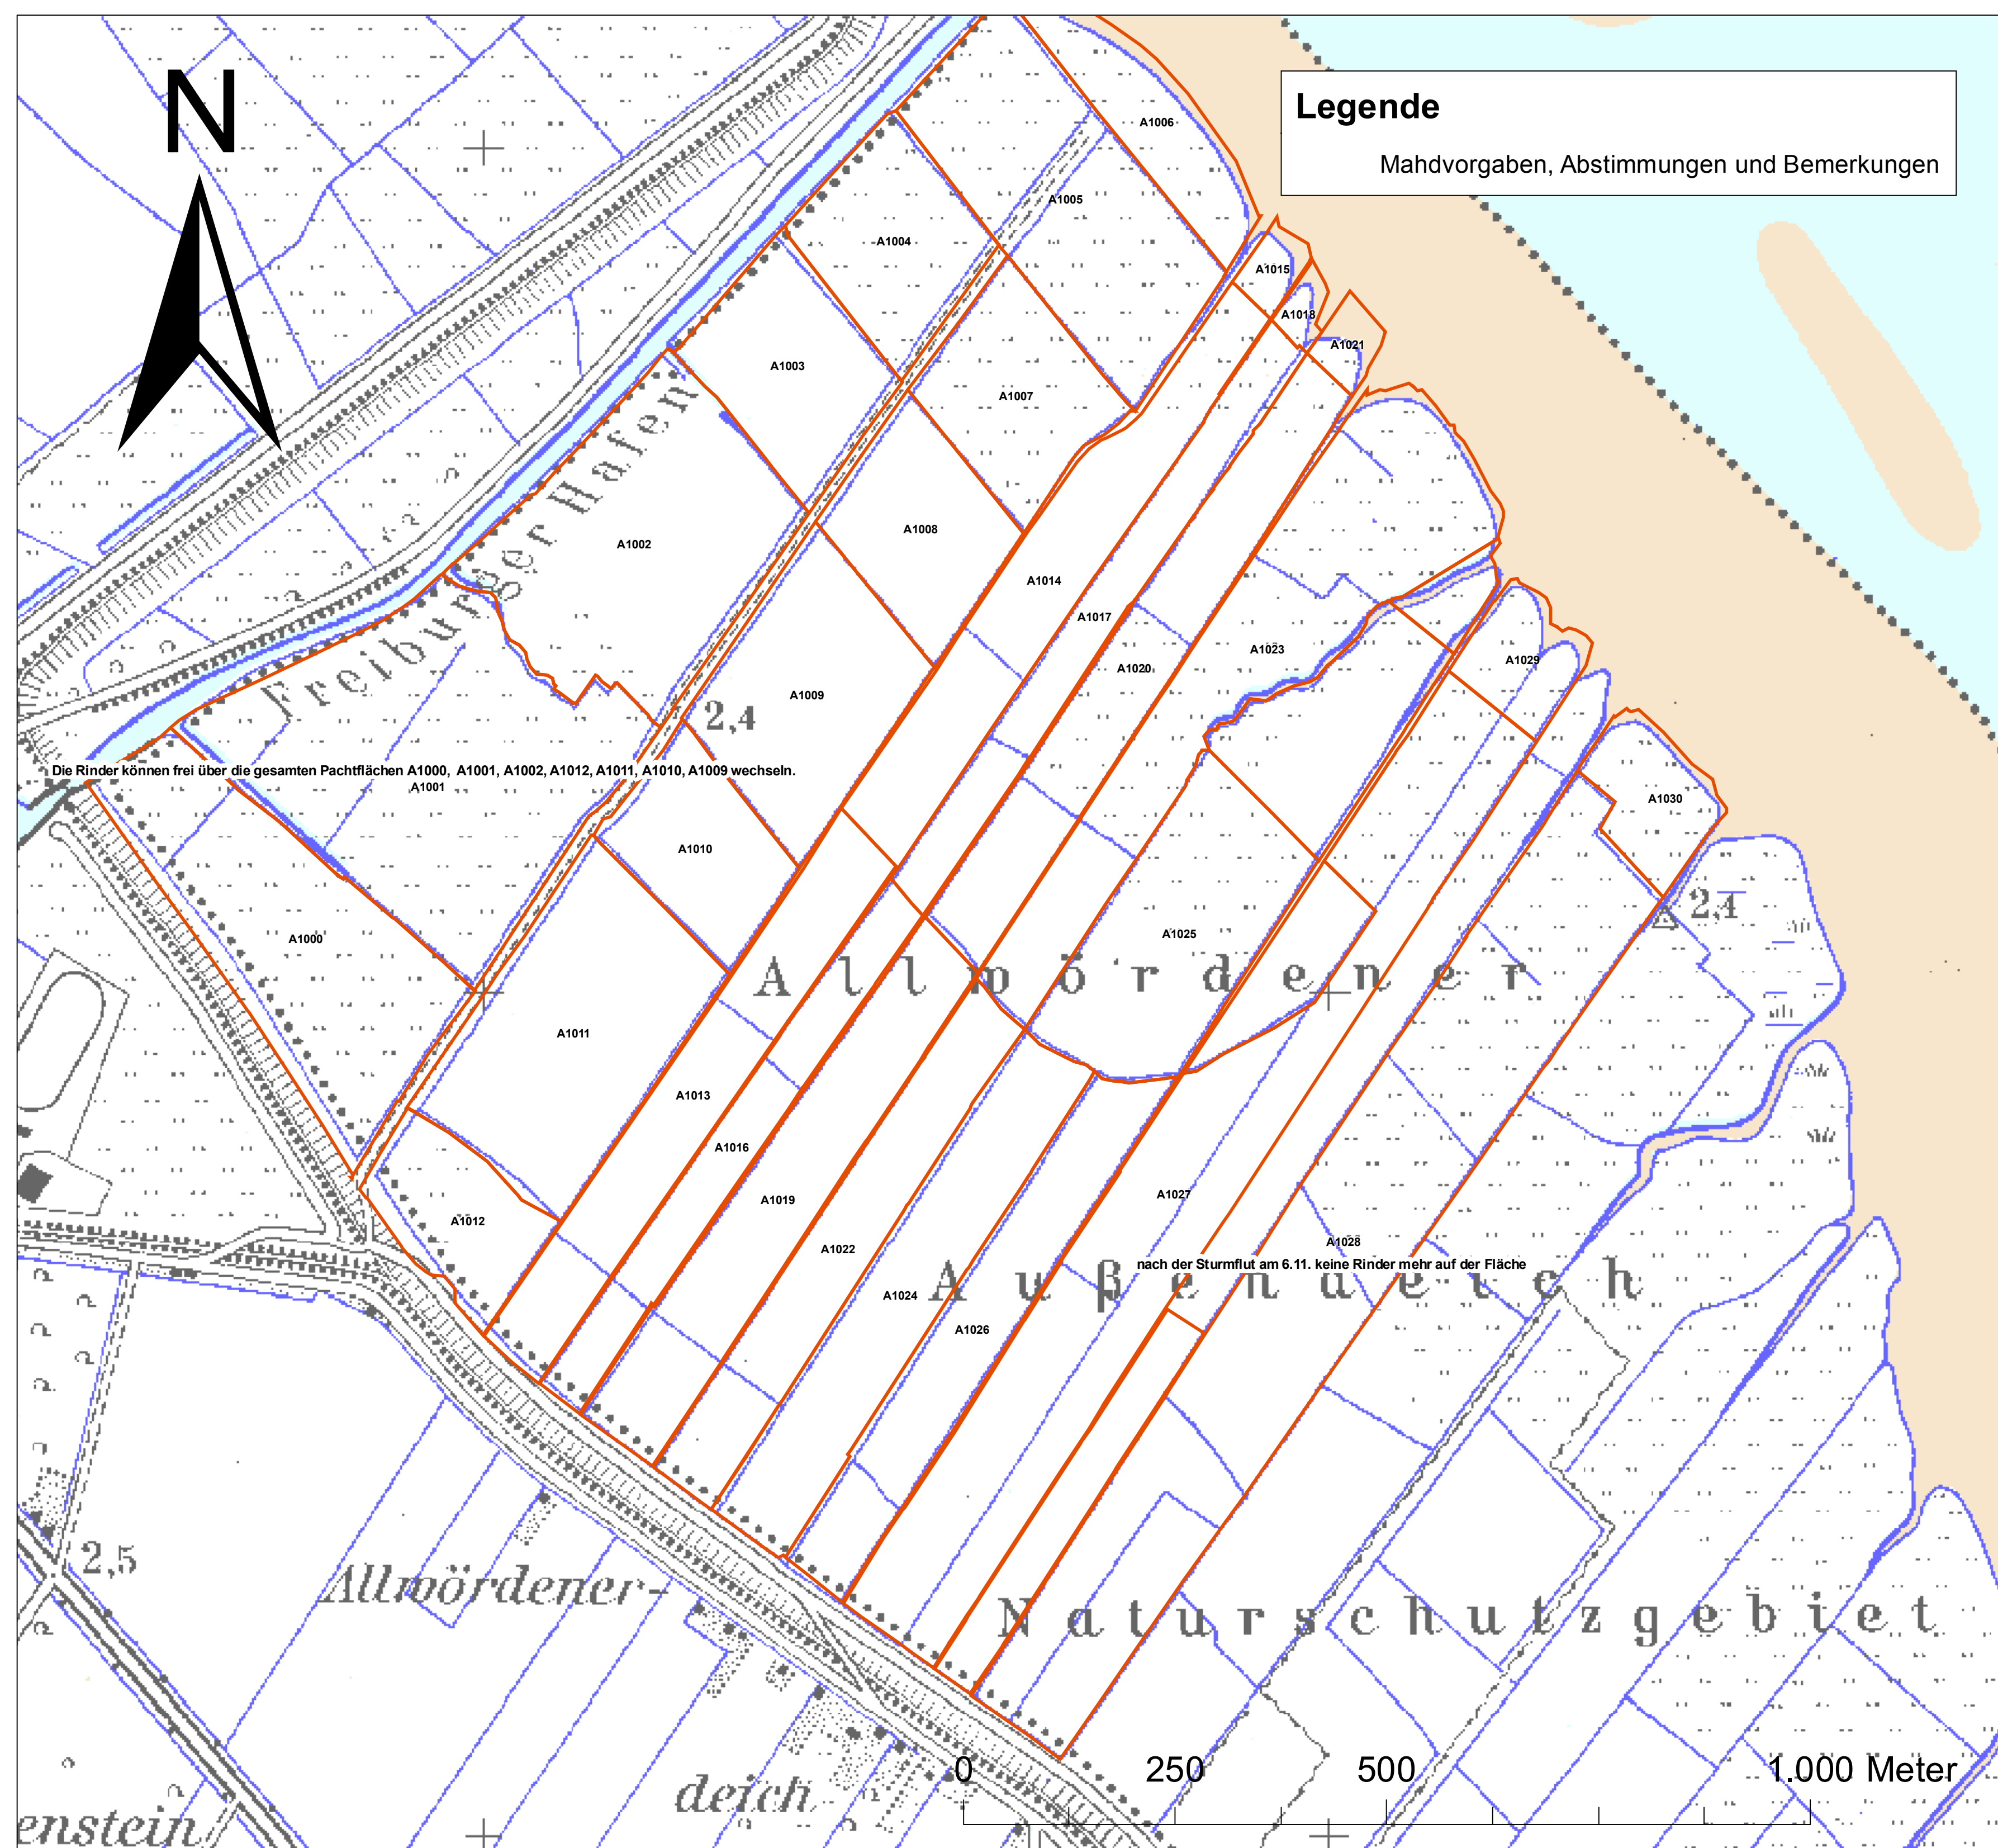 N
Legende
Mahdvorgaben, Abstimmungen und Bemerkungen
A1006
A1005
A1004
A1015
A1018
A1021
A1003
A1007
Freiburger Hafen
A1008
A1002
A1014
A1017
A1023
A1020
A1029
A1009
2,4
Die Rinder können frei über die gesamten Pachtflächen A1000, A1001, A1002, A1012, A1011, A1010, A1009 wechseln.
A1001
A1030
A1010
2,4
A1025
A1000
Allwördener
A1011
A1013
A1016
A1027
A1019
A1012
A1028
A1022
nach der Sturmflut am 6.11. keine Rinder mehr auf der Fläche
Außendeich
A1024
A1026
2,5
Allwördener-
Naturschutzgebiet
deich
0 250 500 1.000 Meter
enstein